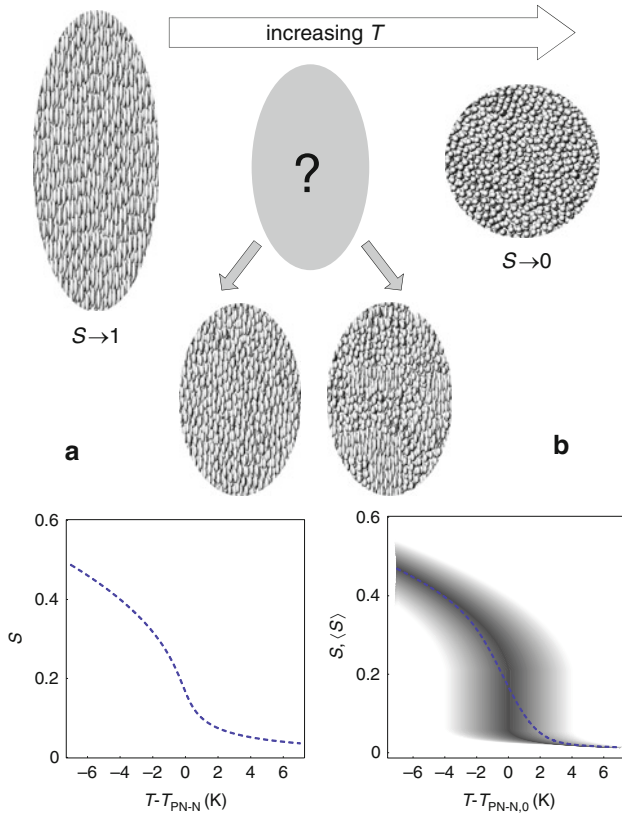 increasing T
?
S→1
S→0
a
b
0.6
0.4
0.2
0
S
−6 −4 −2 0 2 4 6
T-T_PN-N (K)
0.6
0.4
0.2
0
S, ⟨S⟩
−6 −4 −2 0 2 4 6
T-T_PN-N,0 (K)